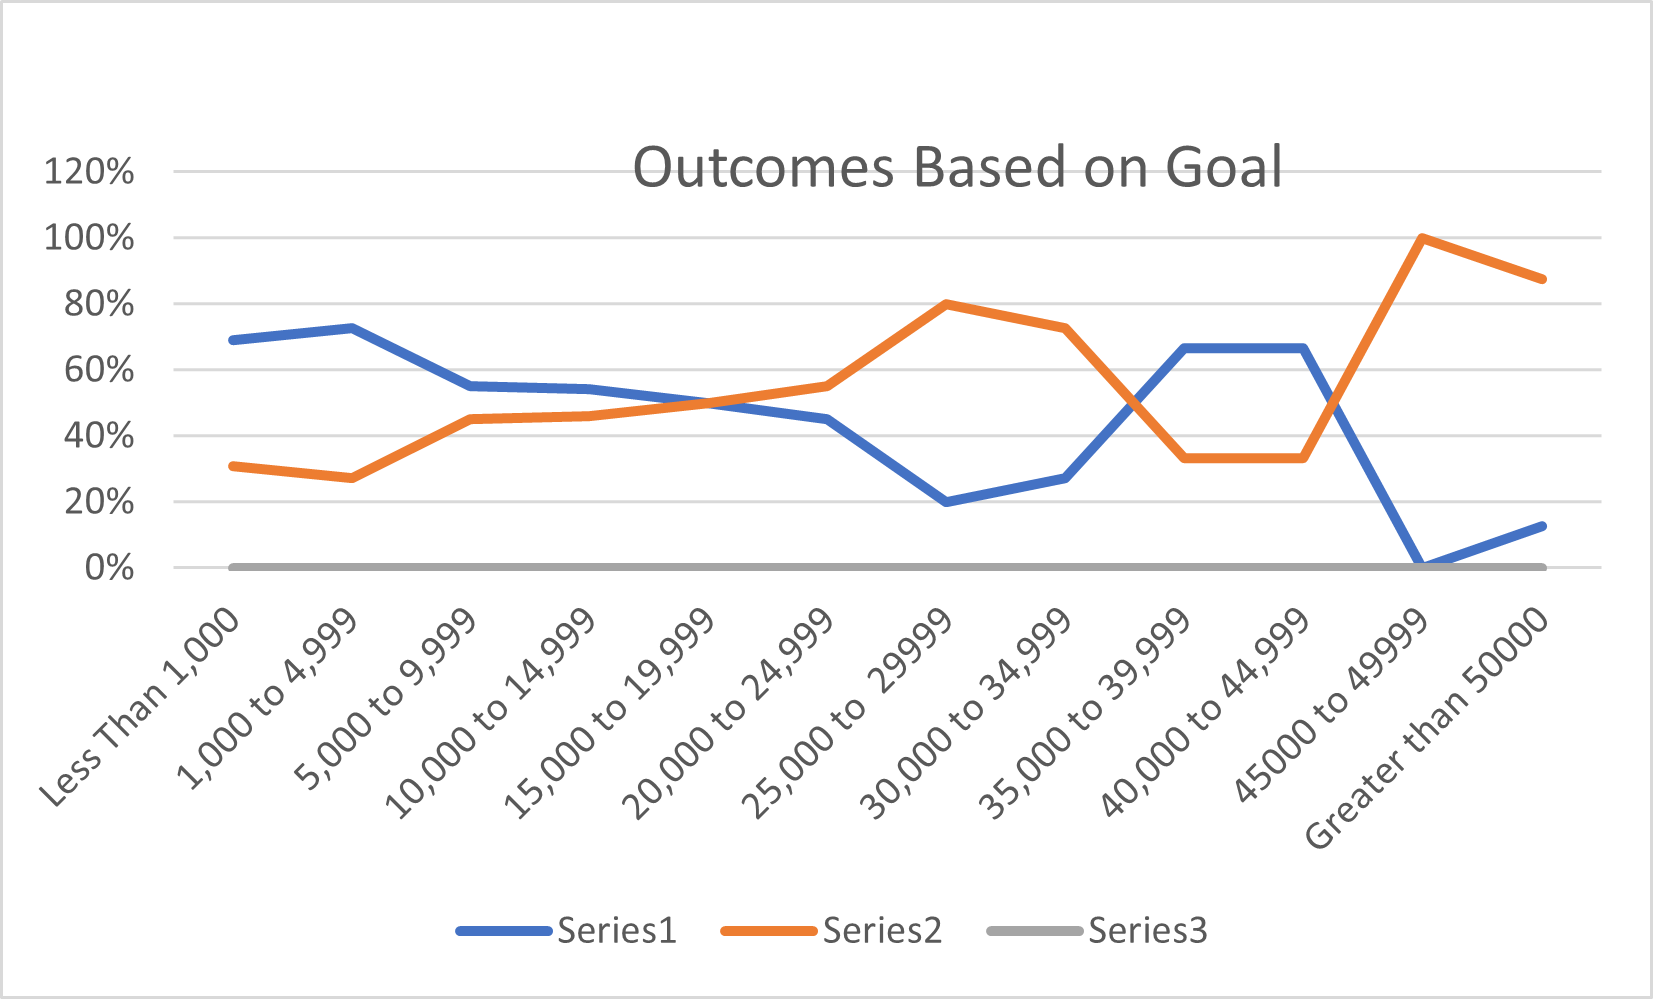 Outcomes Based on Goal
120%
100%
80%
60%
40%
20%
0%
Less Than 1,000
1,000 to 4,999
5,000 to 9,999
10,000 to 14,999
15,000 to 19,999
20,000 to 24,999
25,000 to  29999
30,000 to 34,999
35,000 to 39,999
40,000 to 44,999
45000 to 49999
Greater than 50000
Series1
Series2
Series3